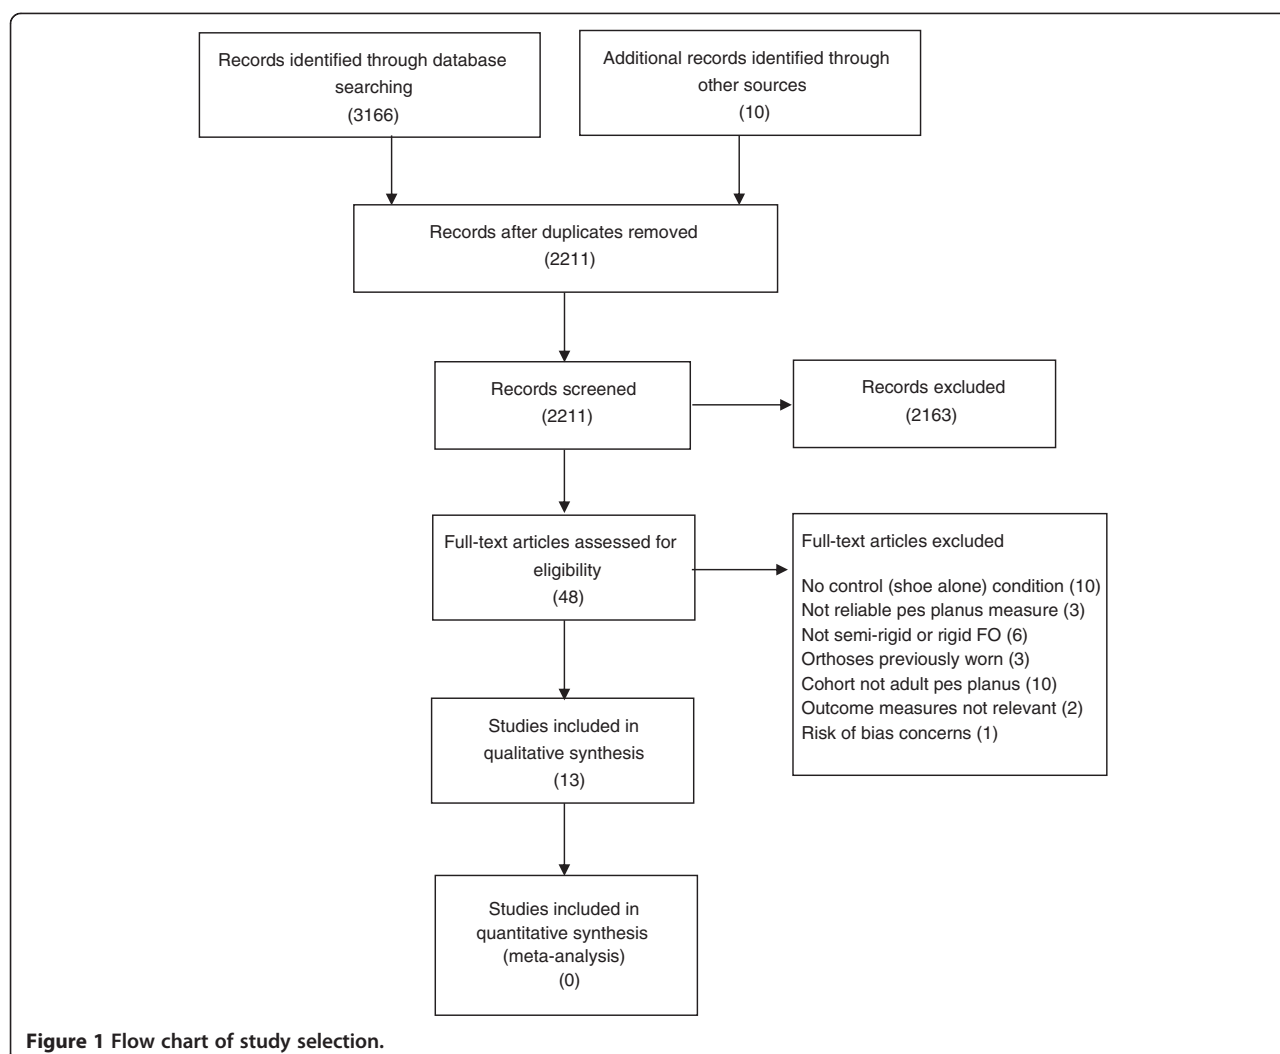 Records identified through database
searching
(3166)
Additional records identified through
other sources
(10)
Records after duplicates removed
(2211)
Records screened
(2211)
Records excluded
(2163)
Full-text articles assessed for
eligibility
(48)
Full-text articles excluded
No control (shoe alone) condition (10)
Not reliable pes planus measure (3)
Not semi-rigid or rigid FO (6)
Orthoses previously worn (3)
Cohort not adult pes planus (10)
Outcome measures not relevant (2)
Risk of bias concerns (1)
Studies included in
qualitative synthesis
(13)
Studies included in
quantitative synthesis
(meta-analysis)
(0)
Figure 1 Flow chart of study selection.